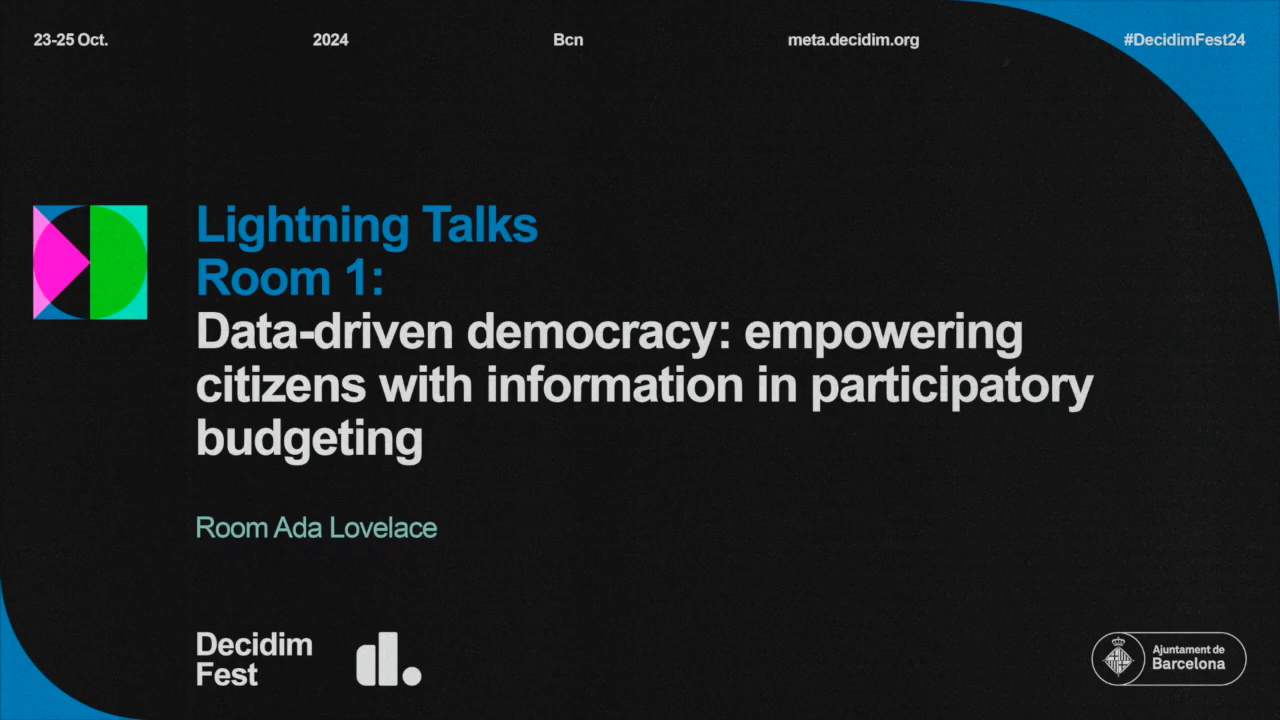 23-25 Oct.
2024
Bcn
meta.decidim.org
#DecidimFest24
Lightning Talks
Room 1:
Data-driven democracy: empowering
citizens with information in participatory
budgeting
Room Ada Lovelace
Decidim
Fest
d.
Ajuntament de
Barcelona